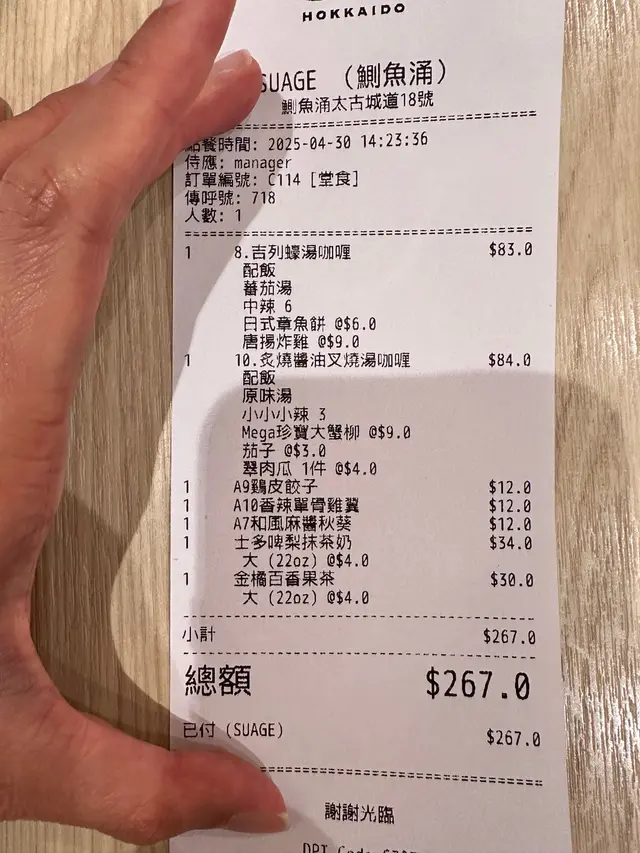 HOKKAIDO
SUAGE （鰂魚涌）
鰂魚涌太古城道18號
點餐時間: 2025-04-30 14:23:36
侍應: manager
訂單編號: C114 [堂食]
傳呼號: 718
人數: 1
1 8.吉列蠔湯咖喱 $83.0
配飯
蕃茄湯
中辣 6
日式章魚餅 @$6.0
唐揚炸雞 @$9.0
1 10.炙燒醬油叉燒湯咖喱 $84.0
配飯
原味湯
小小小辣 3
Mega珍寶大蟹柳 @$9.0
茄子 @$3.0
翠肉瓜 1件 @$4.0
1 A9雞皮餃子 $12.0
1 A10香辣單骨雞翼 $12.0
1 A7和風麻醬秋葵 $12.0
1 士多啤梨抹茶奶 $34.0
大 (22oz) @$4.0
1 金橘百香果茶 $30.0
大 (22oz) @$4.0
小計 $267.0
總額 $267.0
已付 (SUAGE) $267.0
謝謝光臨